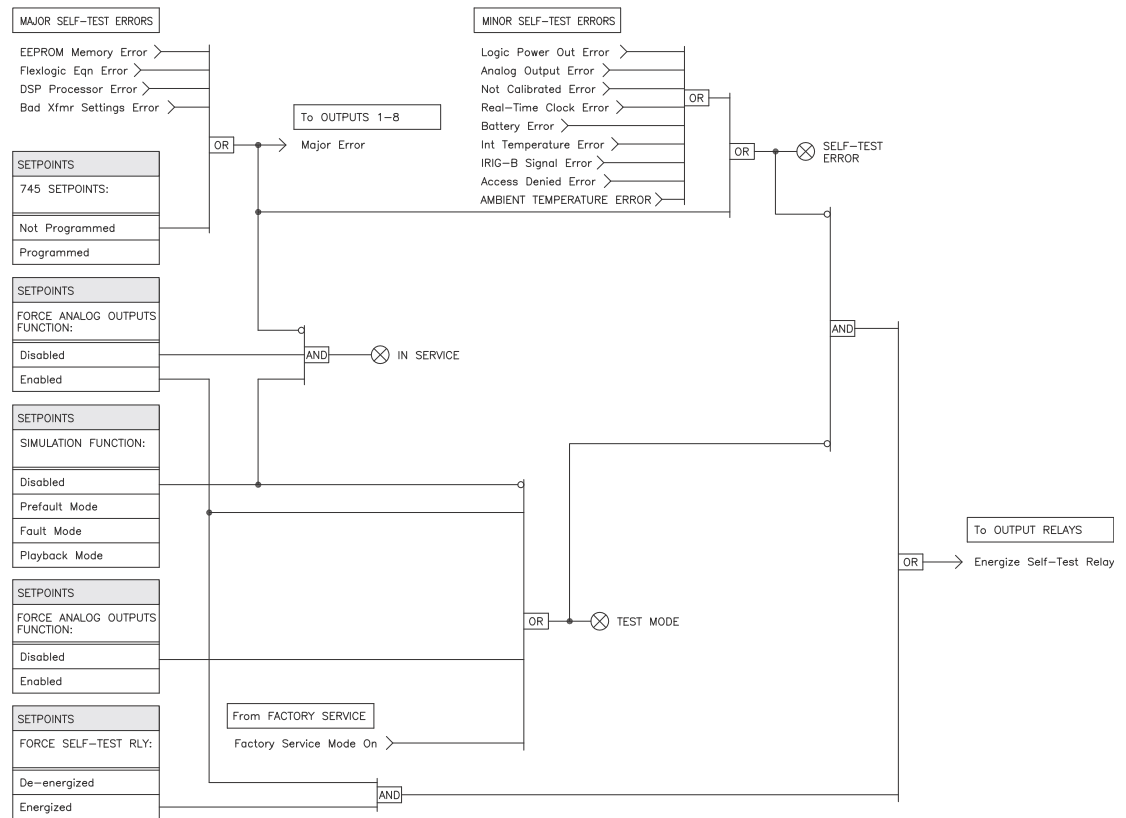 MAJOR SELF-TEST ERRORS
EEPROM Memory Error
Flexlogic Eqn Error
DSP Processor Error
Bad Xfmr Settings Error
OR
To OUTPUTS 1-8
Major Error
MINOR SELF-TEST ERRORS
Logic Power Out Error
Analog Output Error
Not Calibrated Error
Real-Time Clock Error
Battery Error
Int Temperature Error
IRIG-B Signal Error
Access Denied Error
AMBIENT TEMPERATURE ERROR
OR
OR
SELF-TEST
ERROR
SETPOINTS
745 SETPOINTS:
Not Programmed
Programmed
SETPOINTS
FORCE ANALOG OUTPUTS
FUNCTION:
Disabled
Enabled
AND
IN SERVICE
AND
SETPOINTS
SIMULATION FUNCTION:
Disabled
Prefault Mode
Fault Mode
Playback Mode
To OUTPUT RELAYS
OR
Energize Self-Test Relay
SETPOINTS
FORCE ANALOG OUTPUTS
FUNCTION:
Disabled
Enabled
OR
TEST MODE
From FACTORY SERVICE
Factory Service Mode On
SETPOINTS
FORCE SELF-TEST RLY:
De-energized
Energized
AND